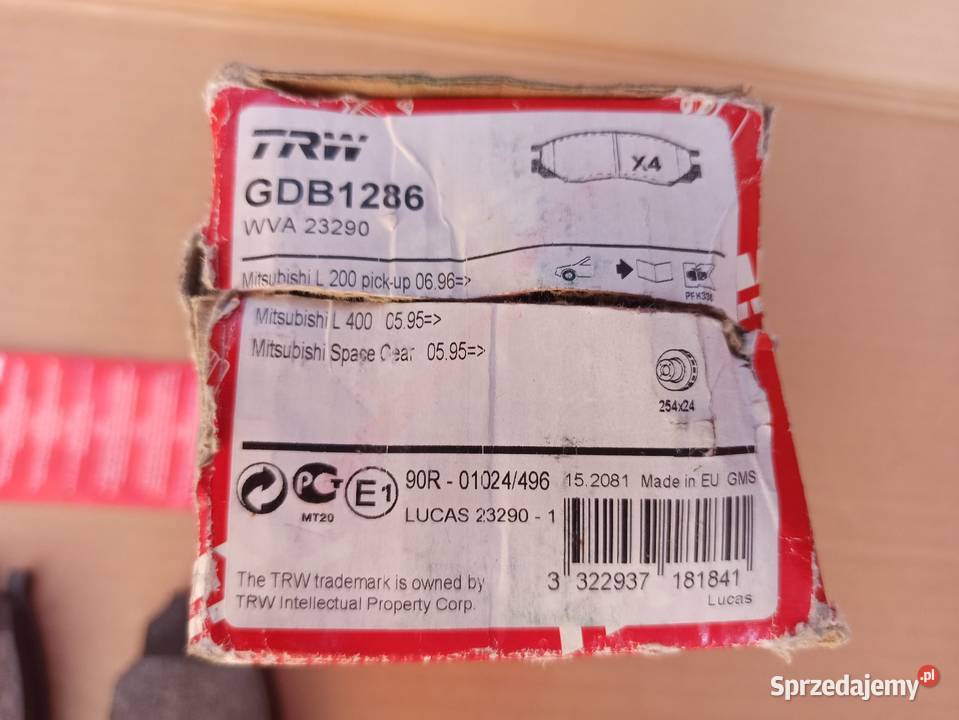 TRW
X4
GDB1286
WVA 23290
Mitsubishi L 200 pick-up 06.96=>
Mitsubishi L 400 05.95=>
Mitsubishi Space Gear 05.95=>
254x24
90R - 01024/496 15.2081 Made in EU GMS
MT20
E1
LUCAS 23290 - 1
3 322937 181841
Lucas
The TRW trademark is owned by
TRW Intellectual Property Corp.
Sprzedajemy.pl